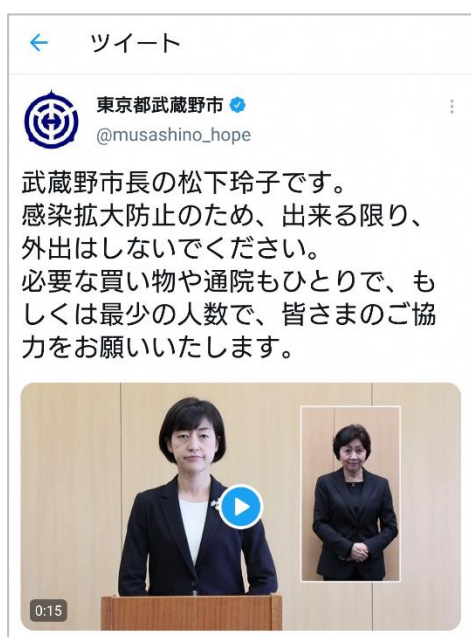 ツイート
東京都武蔵野市
@musashino_hope
武蔵野市長の松下玲子です。
感染拡大防止のため、出来る限り、
外出はしないでください。
必要な買い物や通院もひとりで、も
しくは最少の人数で、皆さまのご協
力をお願いいたします。
0:15